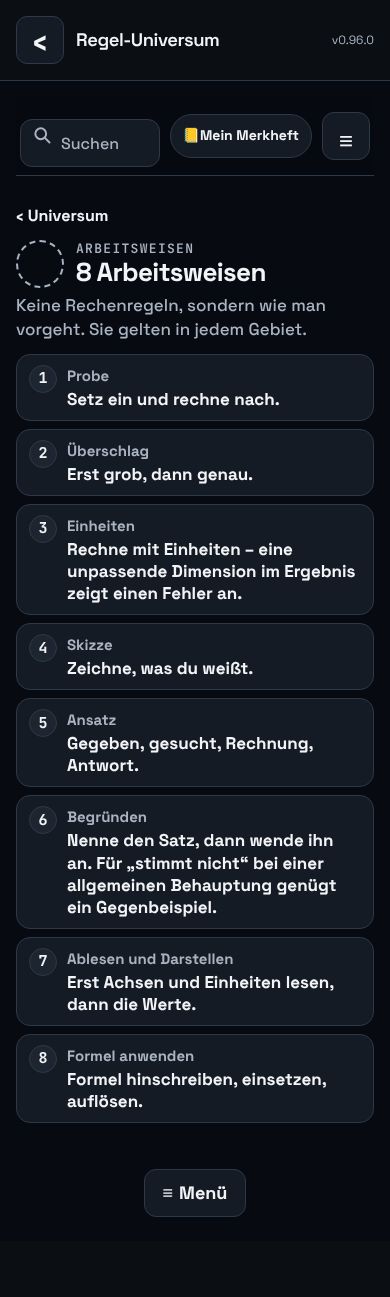 < Regel-Universum v0.96.0
Suchen 📒Mein Merkheft ≡
< Universum
ARBEITSWEISEN
8 Arbeitsweisen
Keine Rechenregeln, sondern wie man
vorgeht. Sie gelten in jedem Gebiet.
1 Probe
Setz ein und rechne nach.
2 Überschlag
Erst grob, dann genau.
3 Einheiten
Rechne mit Einheiten – eine
unpassende Dimension im Ergebnis
zeigt einen Fehler an.
4 Skizze
Zeichne, was du weißt.
5 Ansatz
Gegeben, gesucht, Rechnung,
Antwort.
6 Begründen
Nenne den Satz, dann wende ihn
an. Für „stimmt nicht“ bei einer
allgemeinen Behauptung genügt
ein Gegenbeispiel.
7 Ablesen und Darstellen
Erst Achsen und Einheiten lesen,
dann die Werte.
8 Formel anwenden
Formel hinschreiben, einsetzen,
auflösen.
≡ Menü